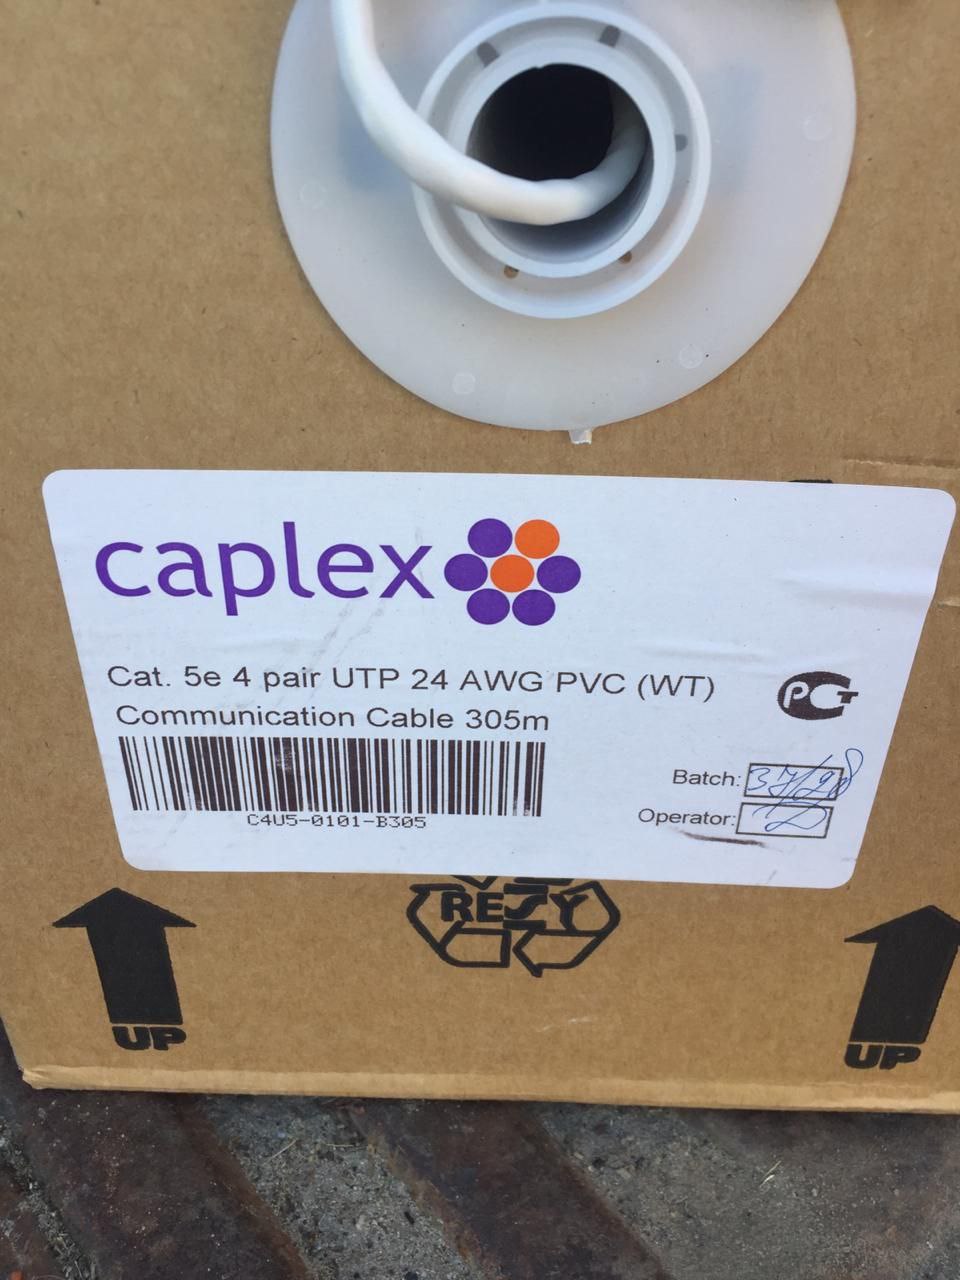 caplex
Cat. 5e 4 pair UTP 24 AWG PVC (WT)
Communication Cable 305m
РСТ
C4U5-0101-B305
Batch:
Operator:
RESY
UP
UP